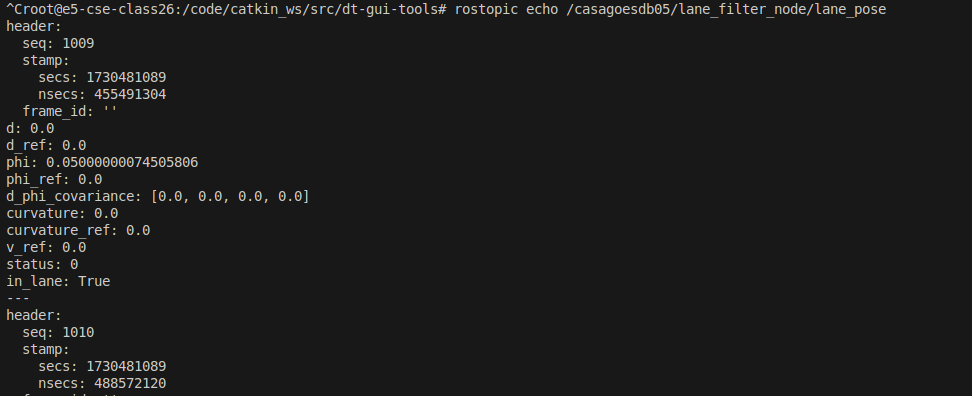 ^Croot@e5-cse-class26:/code/catkin_ws/src/dt-gui-tools# rostopic echo /casagoesdb05/lane_filter_node/lane_pose
header:
  seq: 1009
  stamp:
    secs: 1730481089
    nsecs: 455491304
  frame_id: ''
d: 0.0
d_ref: 0.0
phi: 0.05000000074505806
phi_ref: 0.0
d_phi_covariance: [0.0, 0.0, 0.0, 0.0]
curvature: 0.0
curvature_ref: 0.0
v_ref: 0.0
status: 0
in_lane: True
---
header:
  seq: 1010
  stamp:
    secs: 1730481089
    nsecs: 488572120